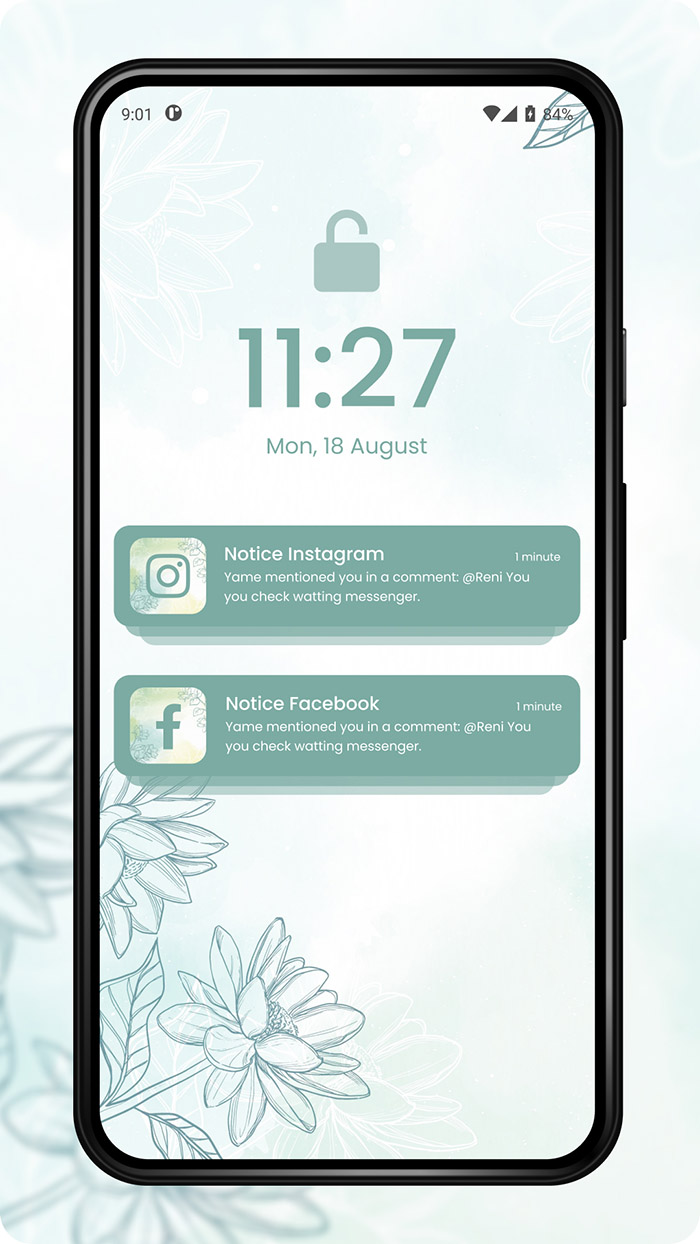 9:01 84%
11:27
Mon, 18 August
Notice Instagram 1 minute
Yame mentioned you in a comment: @Reni You
you check watting messenger.
Notice Facebook 1 minute
Yame mentioned you in a comment: @Reni You
you check watting messenger.